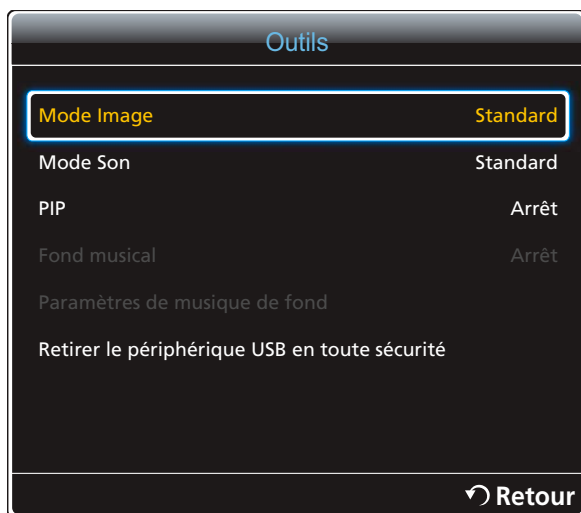 Outils
Mode Image Standard
Mode Son Standard
PIP Arrêt
Fond musical Arrêt
Paramètres de musique de fond
Retirer le périphérique USB en toute sécurité
Retour